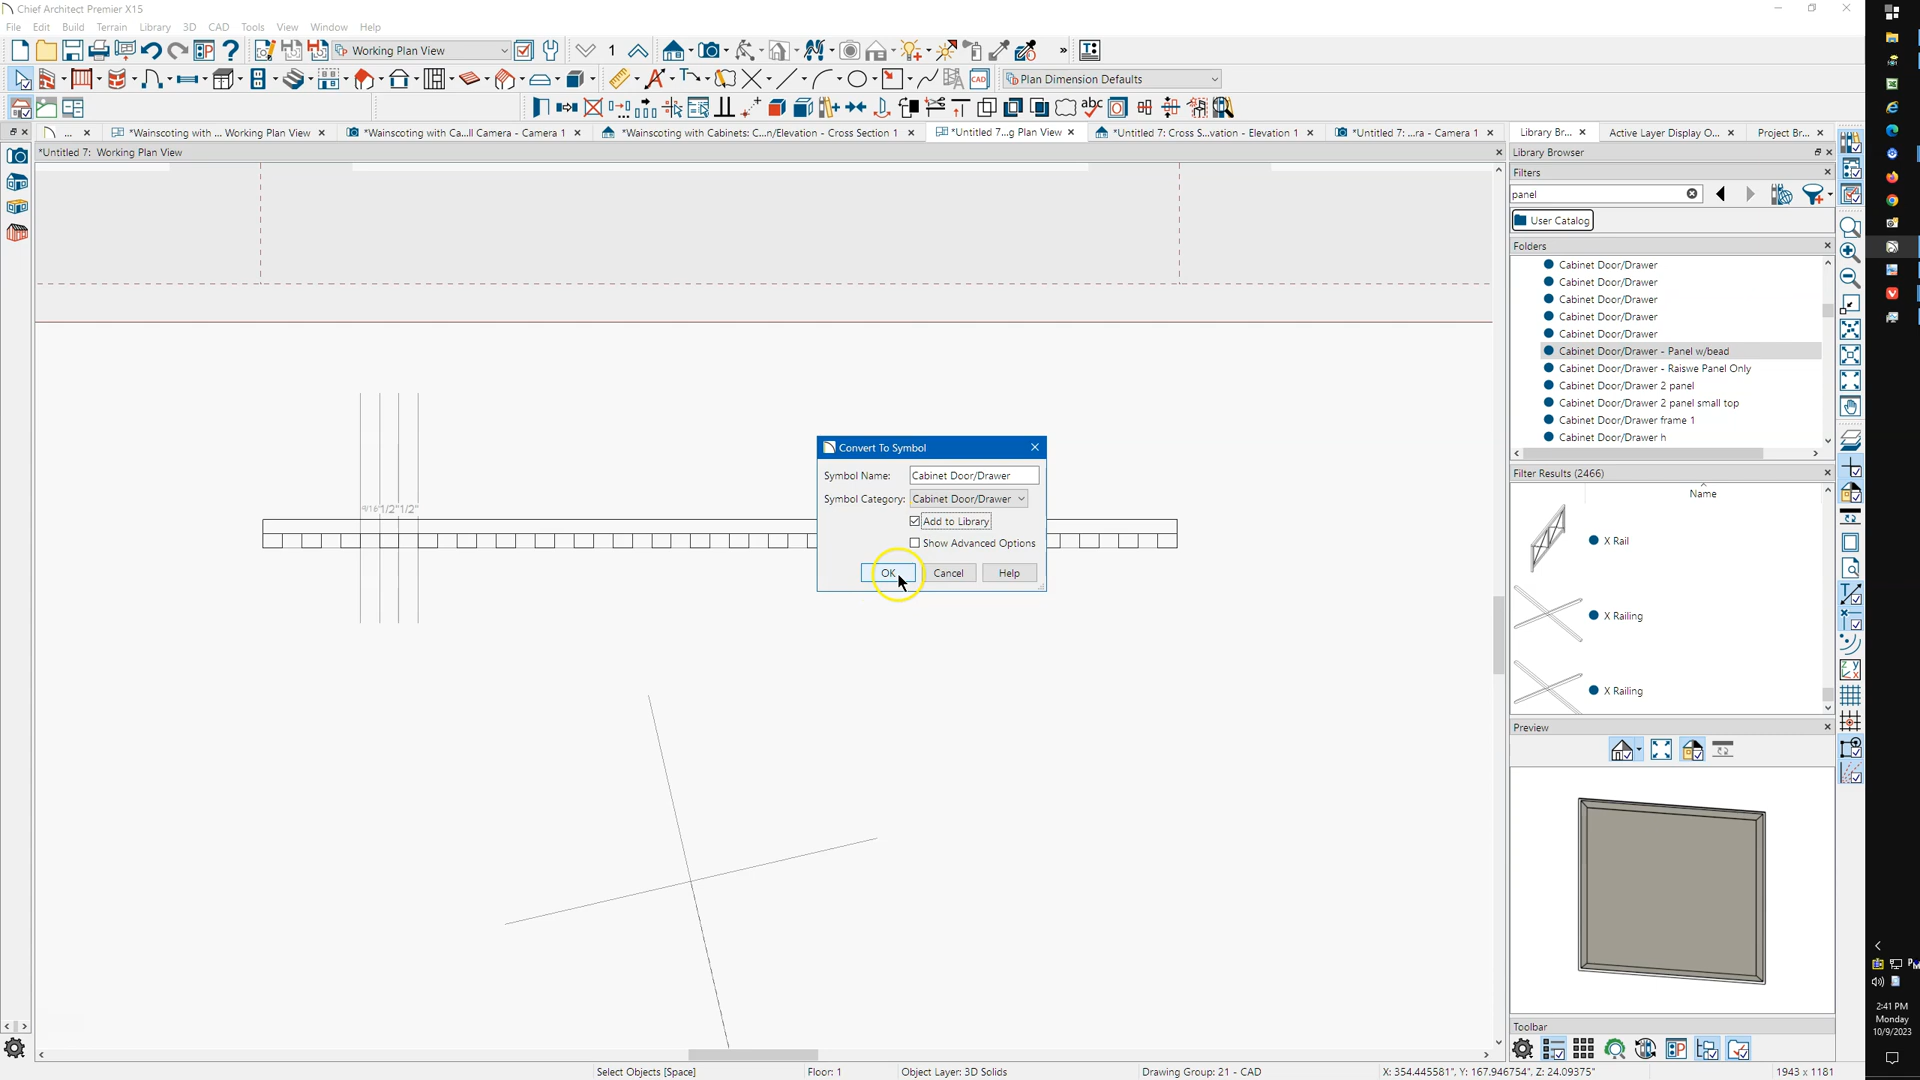 Chief Architect Premier X15
File Edit Build Terrain Library 3D CAD Tools View Window Help
1 Working Plan View
Plan Dimension Defaults
... *Wainscoting with ... Working Plan View *Wainscoting with Ca...ll Camera - Camera 1 *Wainscoting with Cabinets: C...n/Elevation - Cross Section 1 *Untitled 7...g Plan View *Untitled 7: Cross S...vation - Elevation 1 *Untitled 7: ...ra - Camera 1 Library Br... Active Layer Display O... Project Br...
*Untitled 7: Working Plan View
Library Browser
Filters
panel
User Catalog
Folders
Cabinet Door/Drawer
Cabinet Door/Drawer
Cabinet Door/Drawer
Cabinet Door/Drawer
Cabinet Door/Drawer
Cabinet Door/Drawer - Panel w/bead
Cabinet Door/Drawer - Raiswe Panel Only
Cabinet Door/Drawer 2 panel
Cabinet Door/Drawer 2 panel small top
Cabinet Door/Drawer frame 1
Cabinet Door/Drawer h
Filter Results (2466)
Name
X Rail
X Railing
X Railing
Preview
Toolbar
1/2" 1/2"
Convert To Symbol
Symbol Name: Cabinet Door/Drawer
Symbol Category: Cabinet Door/Drawer
Add to Library
Show Advanced Options
OK Cancel Help
2:41 PM
Monday
10/9/2023
Select Objects [Space] Floor: 1 Object Layer: 3D Solids Drawing Group: 21 - CAD X: 354.445581", Y: 167.946754", Z: 24.09375" 1943 x 1181